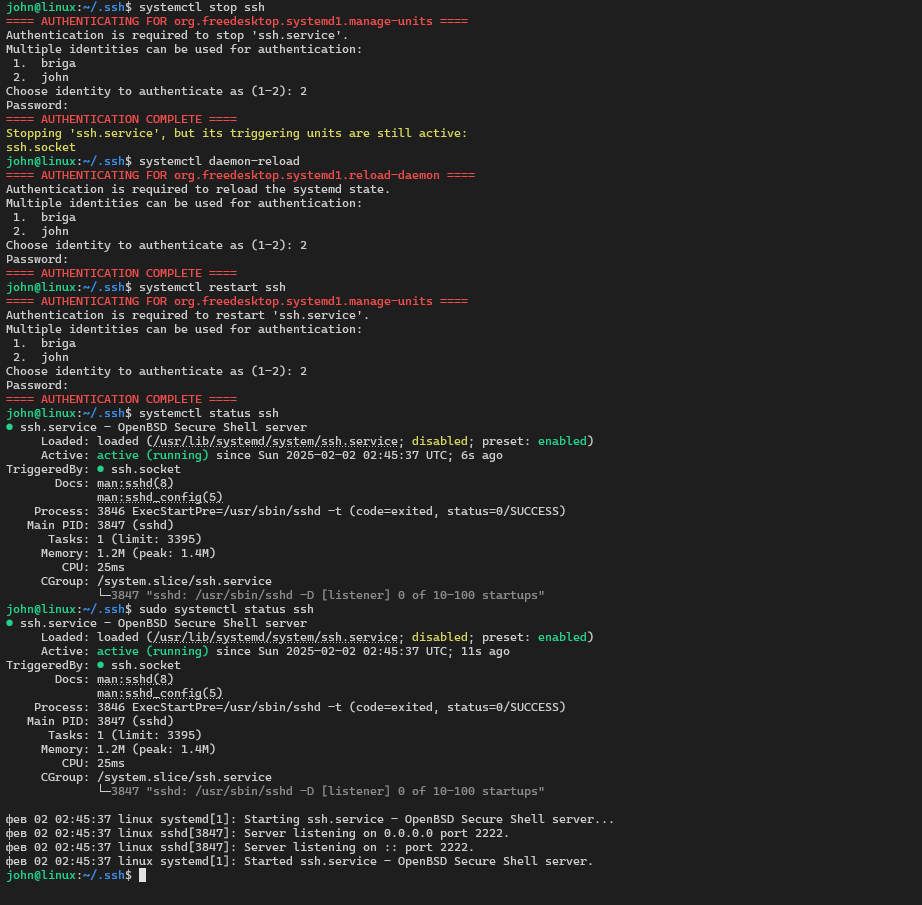 john@linux:~/.ssh$ systemctl stop ssh
==== AUTHENTICATING FOR org.freedesktop.systemd1.manage-units ====
Authentication is required to stop 'ssh.service'.
Multiple identities can be used for authentication:
 1.  briga
 2.  john
Choose identity to authenticate as (1-2): 2
Password:
==== AUTHENTICATION COMPLETE ====
Stopping 'ssh.service', but its triggering units are still active:
ssh.socket
john@linux:~/.ssh$ systemctl daemon-reload
==== AUTHENTICATING FOR org.freedesktop.systemd1.reload-daemon ====
Authentication is required to reload the systemd state.
Multiple identities can be used for authentication:
 1.  briga
 2.  john
Choose identity to authenticate as (1-2): 2
Password:
==== AUTHENTICATION COMPLETE ====
john@linux:~/.ssh$ systemctl restart ssh
==== AUTHENTICATING FOR org.freedesktop.systemd1.manage-units ====
Authentication is required to restart 'ssh.service'.
Multiple identities can be used for authentication:
 1.  briga
 2.  john
Choose identity to authenticate as (1-2): 2
Password:
==== AUTHENTICATION COMPLETE ====
john@linux:~/.ssh$ systemctl status ssh
● ssh.service - OpenBSD Secure Shell server
     Loaded: loaded (/usr/lib/systemd/system/ssh.service; disabled; preset: enabled)
     Active: active (running) since Sun 2025-02-02 02:45:37 UTC; 6s ago
TriggeredBy: ● ssh.socket
       Docs: man:sshd(8)
             man:sshd_config(5)
    Process: 3846 ExecStartPre=/usr/sbin/sshd -t (code=exited, status=0/SUCCESS)
   Main PID: 3847 (sshd)
      Tasks: 1 (limit: 3395)
     Memory: 1.2M (peak: 1.4M)
        CPU: 25ms
     CGroup: /system.slice/ssh.service
             └─3847 "sshd: /usr/sbin/sshd -D [listener] 0 of 10-100 startups"
john@linux:~/.ssh$ sudo systemctl status ssh
● ssh.service - OpenBSD Secure Shell server
     Loaded: loaded (/usr/lib/systemd/system/ssh.service; disabled; preset: enabled)
     Active: active (running) since Sun 2025-02-02 02:45:37 UTC; 11s ago
TriggeredBy: ● ssh.socket
       Docs: man:sshd(8)
             man:sshd_config(5)
    Process: 3846 ExecStartPre=/usr/sbin/sshd -t (code=exited, status=0/SUCCESS)
   Main PID: 3847 (sshd)
      Tasks: 1 (limit: 3395)
     Memory: 1.2M (peak: 1.4M)
        CPU: 25ms
     CGroup: /system.slice/ssh.service
             └─3847 "sshd: /usr/sbin/sshd -D [listener] 0 of 10-100 startups"

фев 02 02:45:37 linux systemd[1]: Starting ssh.service - OpenBSD Secure Shell server...
фев 02 02:45:37 linux sshd[3847]: Server listening on 0.0.0.0 port 2222.
фев 02 02:45:37 linux sshd[3847]: Server listening on :: port 2222.
фев 02 02:45:37 linux systemd[1]: Started ssh.service - OpenBSD Secure Shell server.
john@linux:~/.ssh$